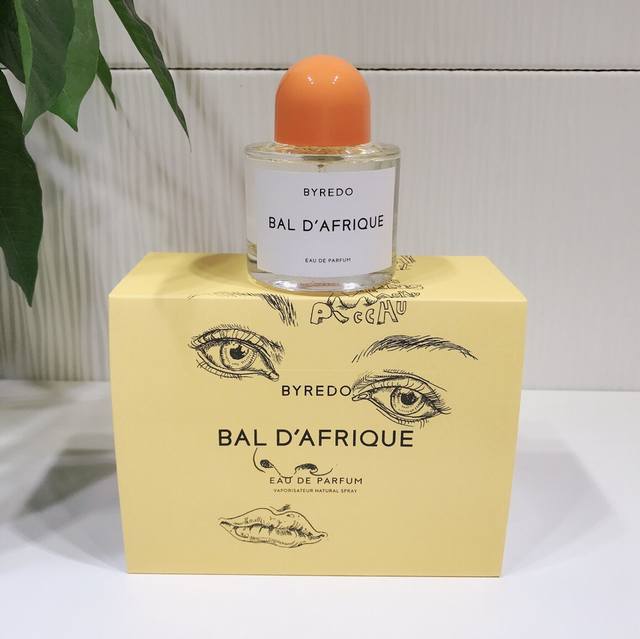 BYREDO
BAL D'AFRIQUE
EAU DE PARFUM
BYREDO
BAL D'AFRIQUE
EAU DE PARFUM
VAPORISATEUR NATURAL SPRAY